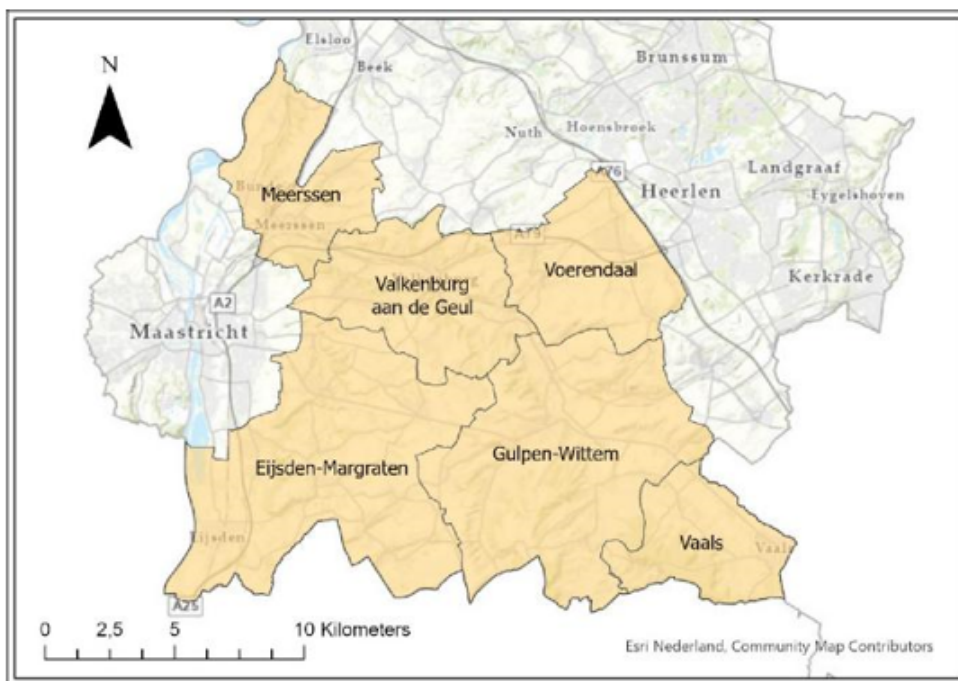 Elsloo
Beek
Brunssum
N
Nuth
Hoensbroek
A76
Landgraaf
Heerlen
Eygelshoven
Meerssen
Meerssen
Voerendaal
Kerkrade
Valkenburg
aan de Geul
A2
Maastricht
Eijsden-Margraten
Gulpen-Wittem
Eijsden
Vaals
Vaals
A25
0 2,5 5 10 Kilometers
Esri Nederland, Community Map Contributors